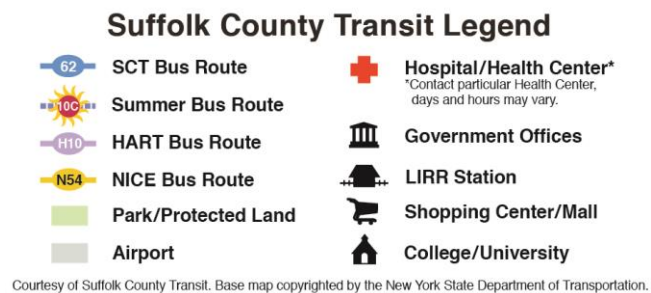 Suffolk County Transit Legend
62 SCT Bus Route
10C Summer Bus Route
H10 HART Bus Route
N54 NICE Bus Route
Park/Protected Land
Airport
Hospital/Health Center*
*Contact particular Health Center,
days and hours may vary.
Government Offices
LIRR Station
Shopping Center/Mall
College/University
Courtesy of Suffolk County Transit. Base map copyrighted by the New York State Department of Transportation.